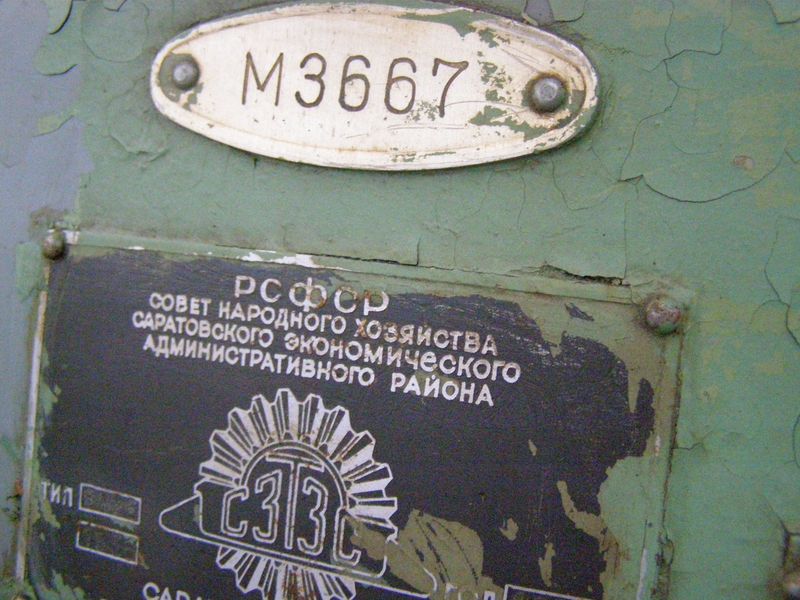 М3667
РСФСР
СОВЕТ НАРОДНОГО ХОЗЯЙСТВА
САРАТОВСКОГО ЭКОНОМИЧЕСКОГО
АДМИНИСТРАТИВНОГО РАЙОНА
СЗТЗС
ТИП